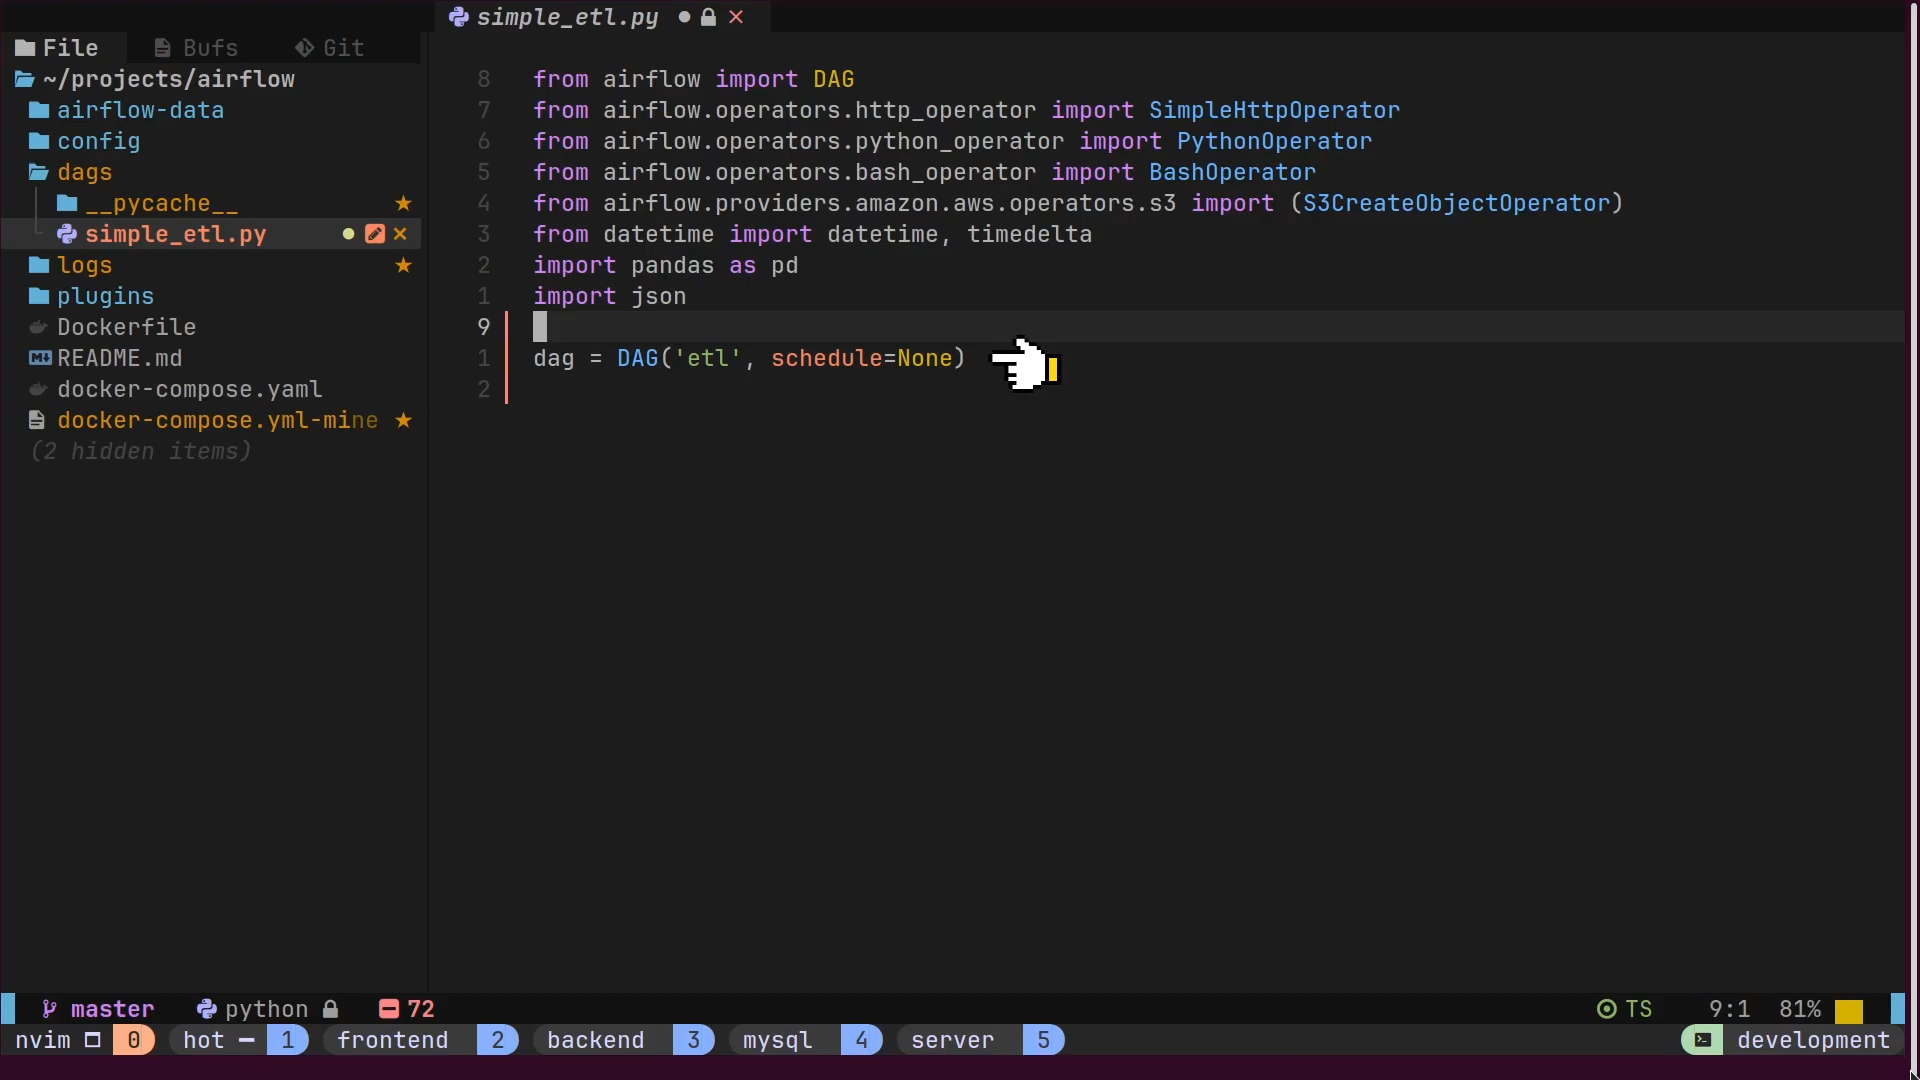 simple_etl.py
File Bufs Git
~/projects/airflow
airflow-data
config
dags
__pycache__
simple_etl.py
logs
plugins
Dockerfile
README.md
docker-compose.yaml
docker-compose.yml-mine
(2 hidden items)
8 from airflow import DAG
7 from airflow.operators.http_operator import SimpleHttpOperator
6 from airflow.operators.python_operator import PythonOperator
5 from airflow.operators.bash_operator import BashOperator
4 from airflow.providers.amazon.aws.operators.s3 import (S3CreateObjectOperator)
3 from datetime import datetime, timedelta
2 import pandas as pd
1 import json
9
1 dag = DAG('etl', schedule=None)
2
master python 72 TS 9:1 81%
nvim 0 hot 1 frontend 2 backend 3 mysql 4 server 5 development